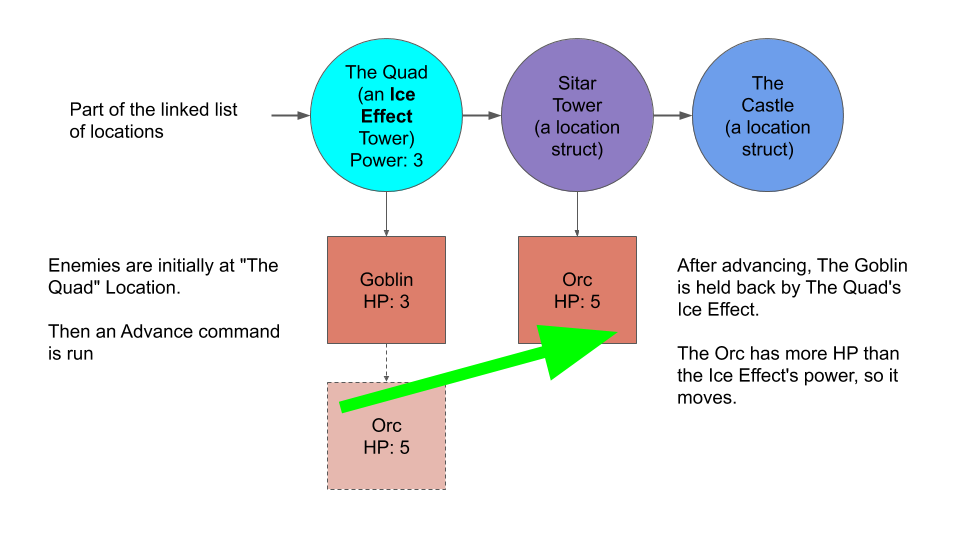 Part of the linked list
of locations
The Quad
(an Ice
Effect
Tower)
Power: 3
Sitar
Tower
(a location
struct)
The
Castle
(a location
struct)
Enemies are initially at "The
Quad" Location.
Then an Advance command
is run
Goblin
HP: 3
Orc
HP: 5
Orc
HP: 5
After advancing, The Goblin
is held back by The Quad's
Ice Effect.
The Orc has more HP than
the Ice Effect's power, so it
moves.